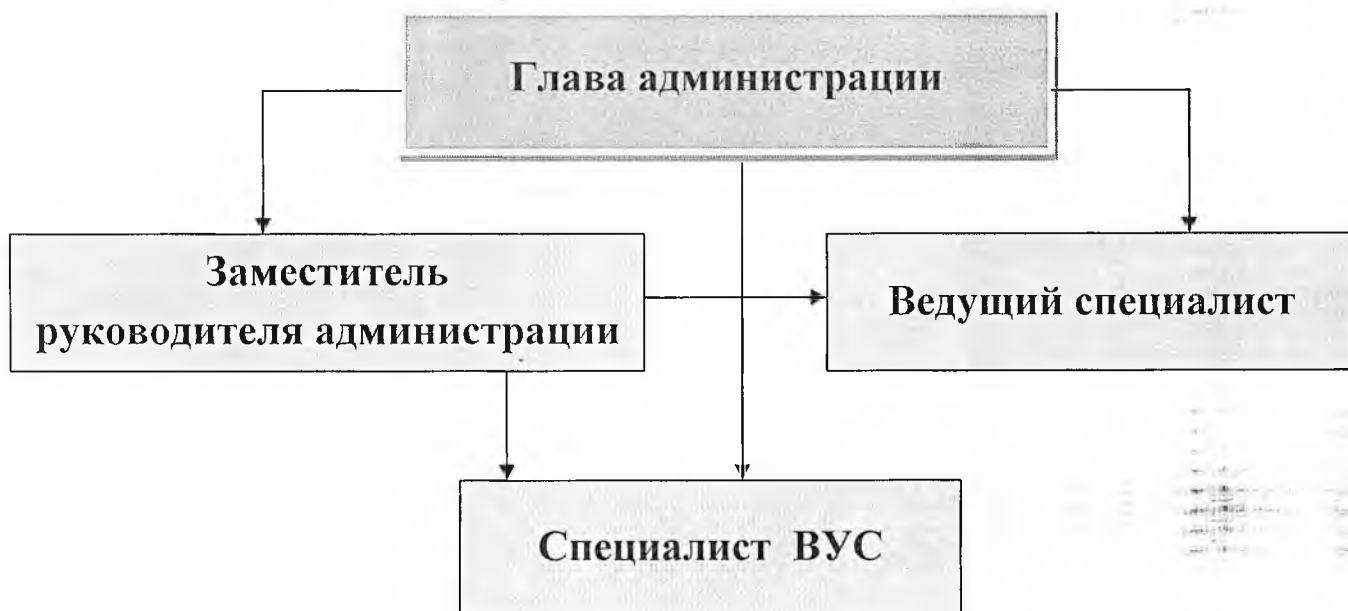 Глава администрации
Заместитель
руководителя администрации
Ведущий специалист
Специалист ВУС